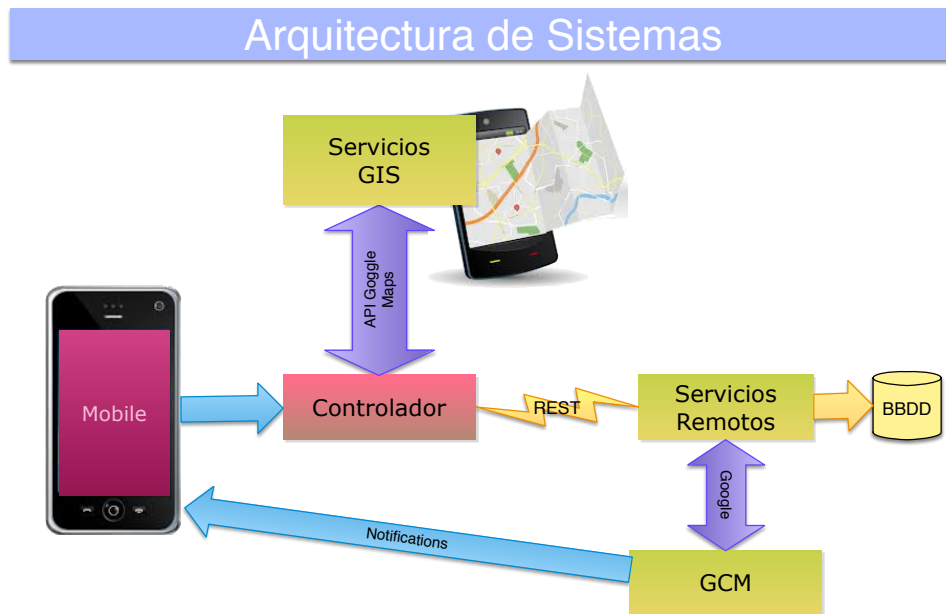 Arquitectura de Sistemas
Servicios
GIS
API Goggle
Maps
Mobile
Controlador
REST
Servicios
Remotos
BBDD
Google
Notifications
GCM